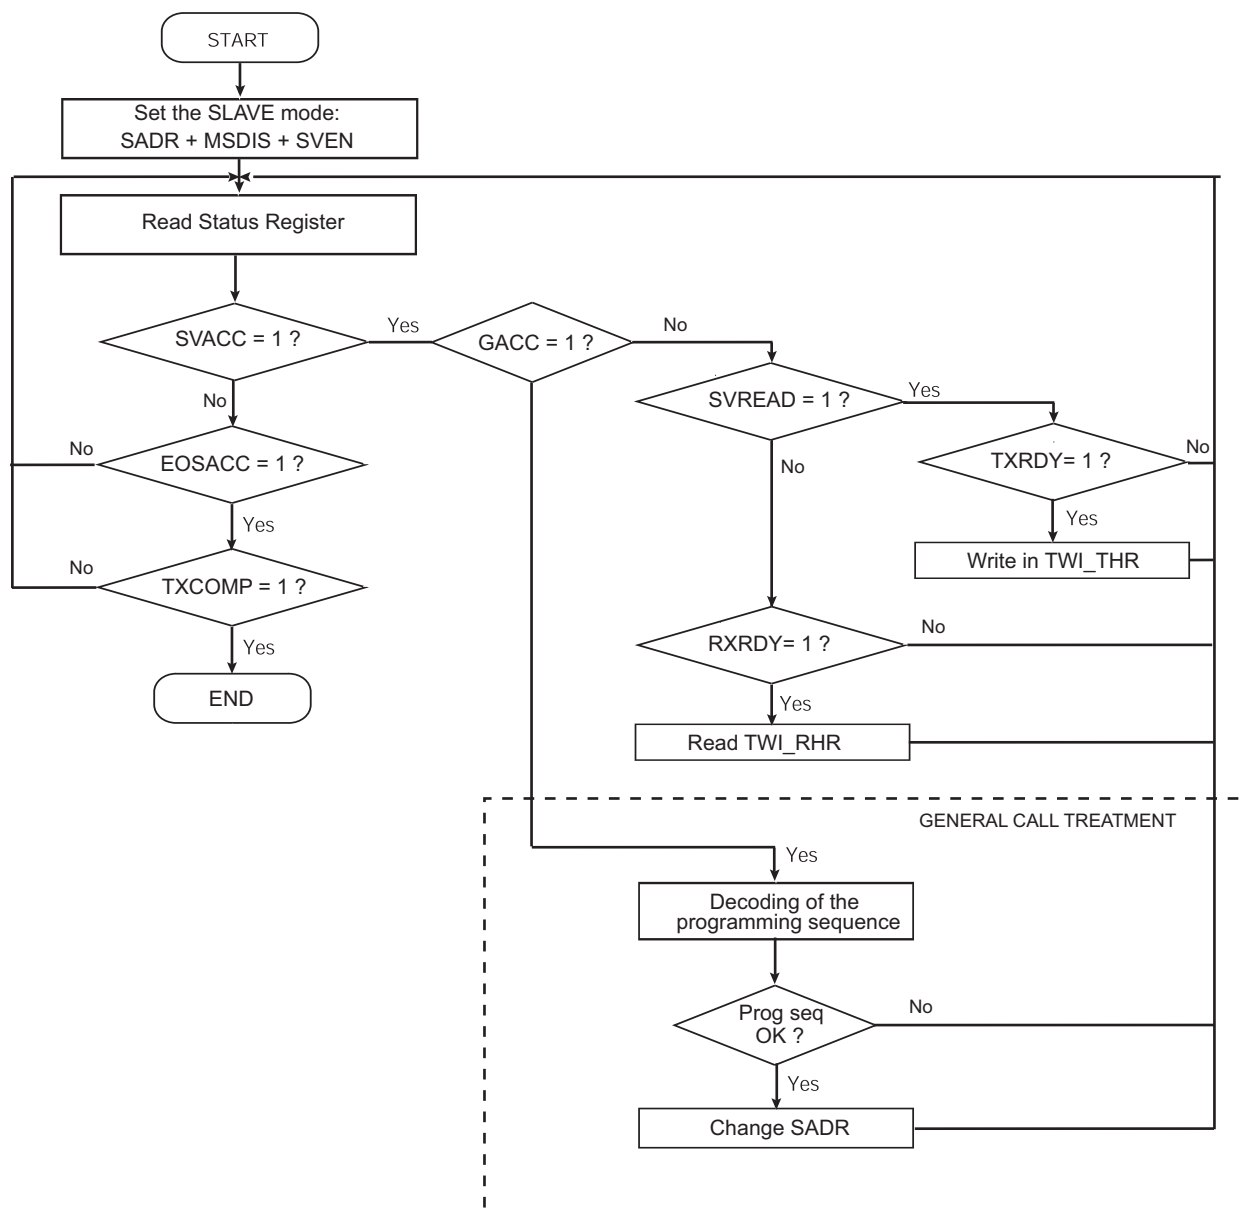 START
Set the SLAVE mode:
SADR + MSDIS + SVEN
Read Status Register
SVACC = 1 ?
Yes
GACC = 1 ?
No
SVREAD = 1 ?
Yes
No
EOSACC = 1 ?
No
TXRDY= 1 ?
No
No
Yes
Yes
Write in TWI_THR
TXCOMP = 1 ?
No
RXRDY= 1 ?
No
Yes
END
Yes
Read TWI_RHR
GENERAL CALL TREATMENT
Yes
Decoding of the
programming sequence
Prog seq
OK ?
No
Yes
Change SADR